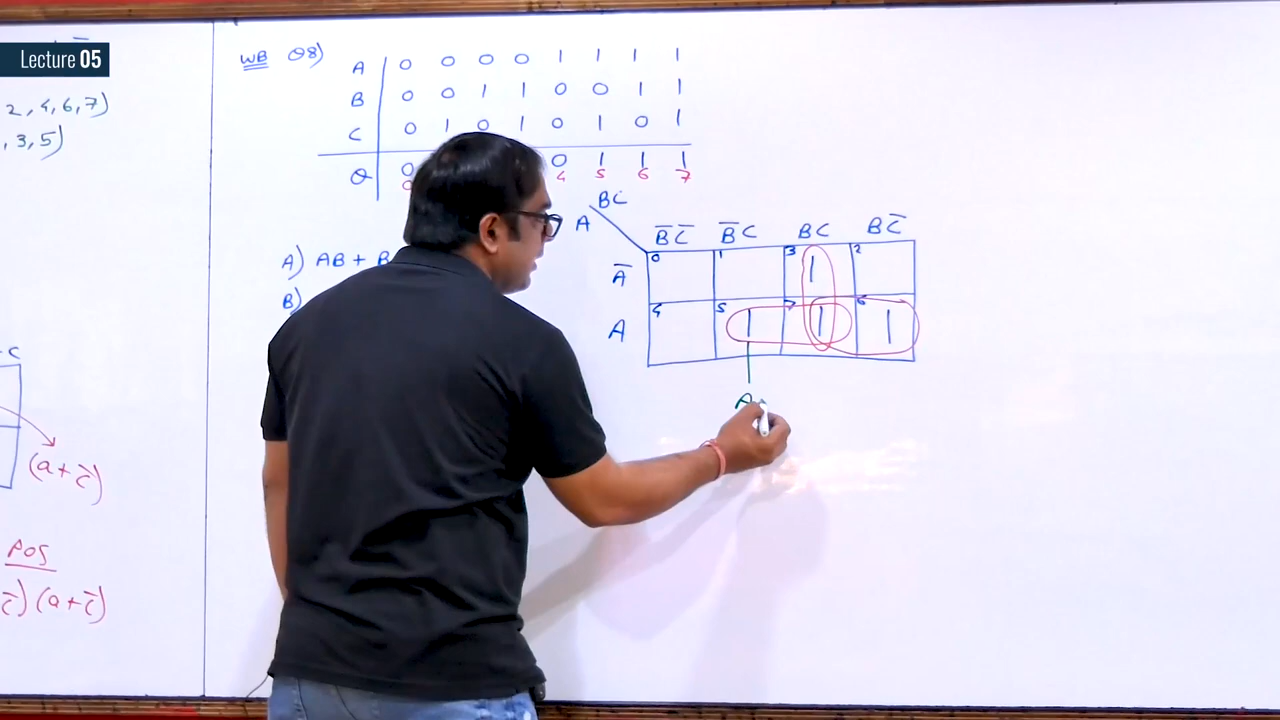 Lecture 05
2, 4, 6, 7)
, 3, 5)
C
(a + c̄)
POS
c̄) (a + c̄)
WB Q8)
A 0 0 0 0 1 1 1 1
B 0 0 1 1 0 0 1 1
C 0 1 0 1 0 1 0 1
Q 0 0 1 1 1
0 4 5 6 7
A) AB + B
B)
A BC
B̄C̄ B̄C BC BC̄
Ā 0 1 3 1 2
A 4 5 1 7 1 6 1
A